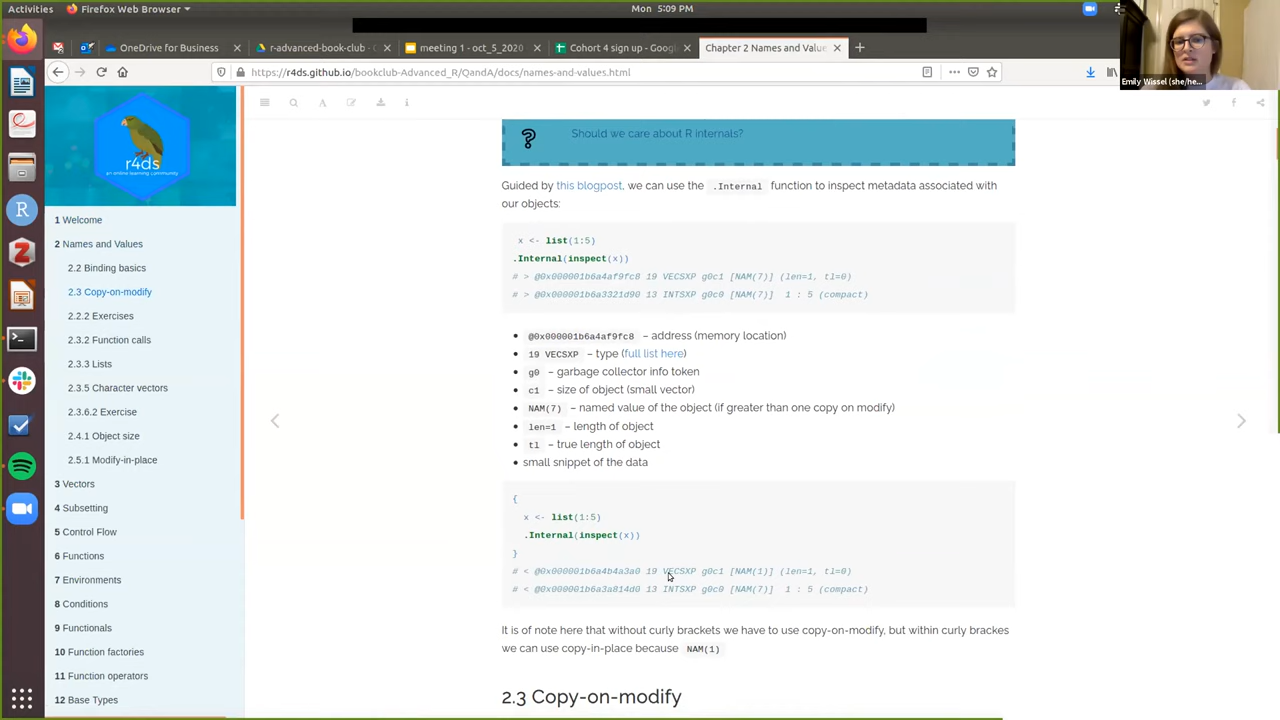 Activities
Firefox Web Browser
Mon 5:09 PM
OneDrive for Business
r-advanced-book-club - G
meeting 1 - oct_5_2020
Cohort 4 sign up - Googl
Chapter 2 Names and Value
https://r4ds.github.io/bookclub-Advanced_R/QandA/docs/names-and-values.html
Emily Wissel (she/he...
r4ds
an online learning community
1 Welcome
2 Names and Values
2.2 Binding basics
2.3 Copy-on-modify
2.2.2 Exercises
2.3.2 Function calls
2.3.3 Lists
2.3.5 Character vectors
2.3.6.2 Exercise
2.4.1 Object size
2.5.1 Modify-in-place
3 Vectors
4 Subsetting
5 Control Flow
6 Functions
7 Environments
8 Conditions
9 Functionals
10 Function factories
11 Function operators
12 Base Types
Should we care about R internals?
Guided by this blogpost, we can use the .Internal function to inspect metadata associated with
our objects:
x <- list(1:5)
.Internal(inspect(x))
# > @0x000001b6a4af9fc8 19 VECSXP g0c1 [NAM(7)] (len=1, tl=0)
# > @0x000001b6a3321d90 13 INTSXP g0c0 [NAM(7)] 1 : 5 (compact)
@0x000001b6a4af9fc8 – address (memory location)
19 VECSXP – type (full list here)
g0 – garbage collector info token
c1 – size of object (small vector)
NAM(7) – named value of the object (if greater than one copy on modify)
len=1 – length of object
tl – true length of object
small snippet of the data
{
x <- list(1:5)
.Internal(inspect(x))
}
# < @0x000001b6a4b4a3a0 19 VECSXP g0c1 [NAM(1)] (len=1, tl=0)
# < @0x000001b6a3a814d0 13 INTSXP g0c0 [NAM(7)] 1 : 5 (compact)
It is of note here that without curly brackets we have to use copy-on-modify, but within curly brackes
we can use copy-in-place because NAM(1)
2.3 Copy-on-modify